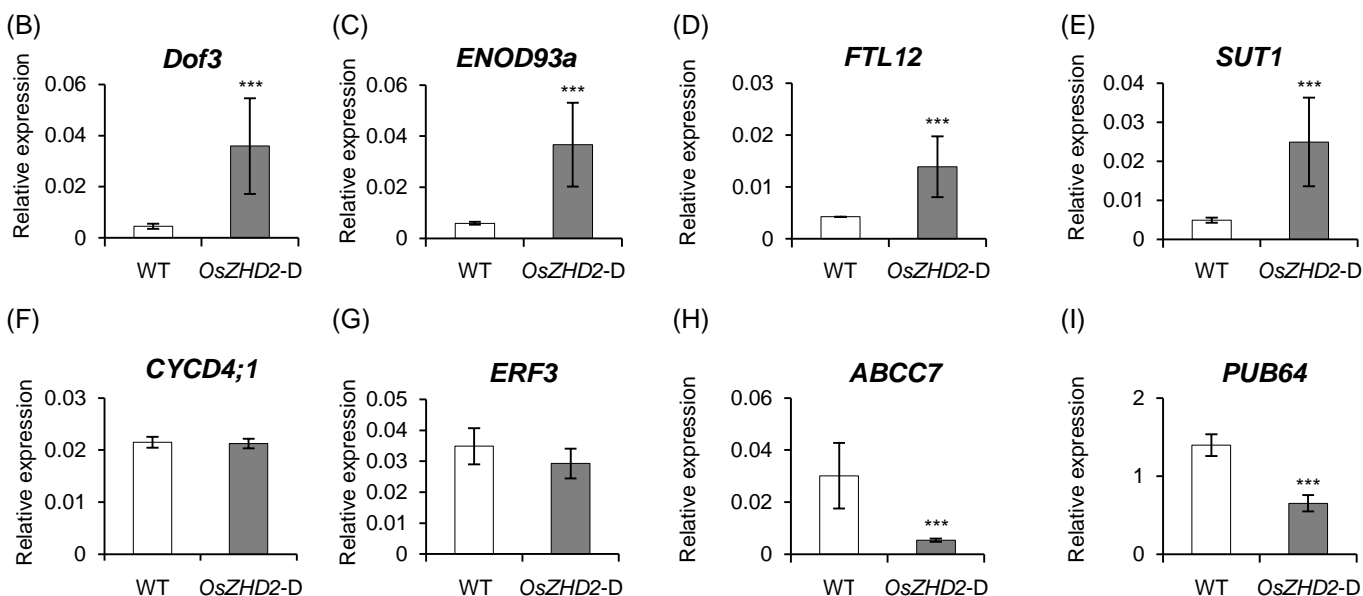 (B)
Dof3
Relative expression
0.06
0.04
0.02
0
***
WT OsZHD2-D
(C)
ENOD93a
Relative expression
0.06
0.04
0.02
0
***
WT OsZHD2-D
(D)
FTL12
Relative expression
0.03
0.02
0.01
0
***
WT OsZHD2-D
(E)
SUT1
Relative expression
0.04
0.03
0.02
0.01
0
***
WT OsZHD2-D
(F)
CYCD4;1
Relative expression
0.03
0.02
0.01
0
WT OsZHD2-D
(G)
ERF3
Relative expression
0.05
0.04
0.03
0.02
0.01
0.00
WT OsZHD2-D
(H)
ABCC7
Relative expression
0.06
0.04
0.02
0
***
WT OsZHD2-D
(I)
PUB64
Relative expression
2
1
0
***
WT OsZHD2-D